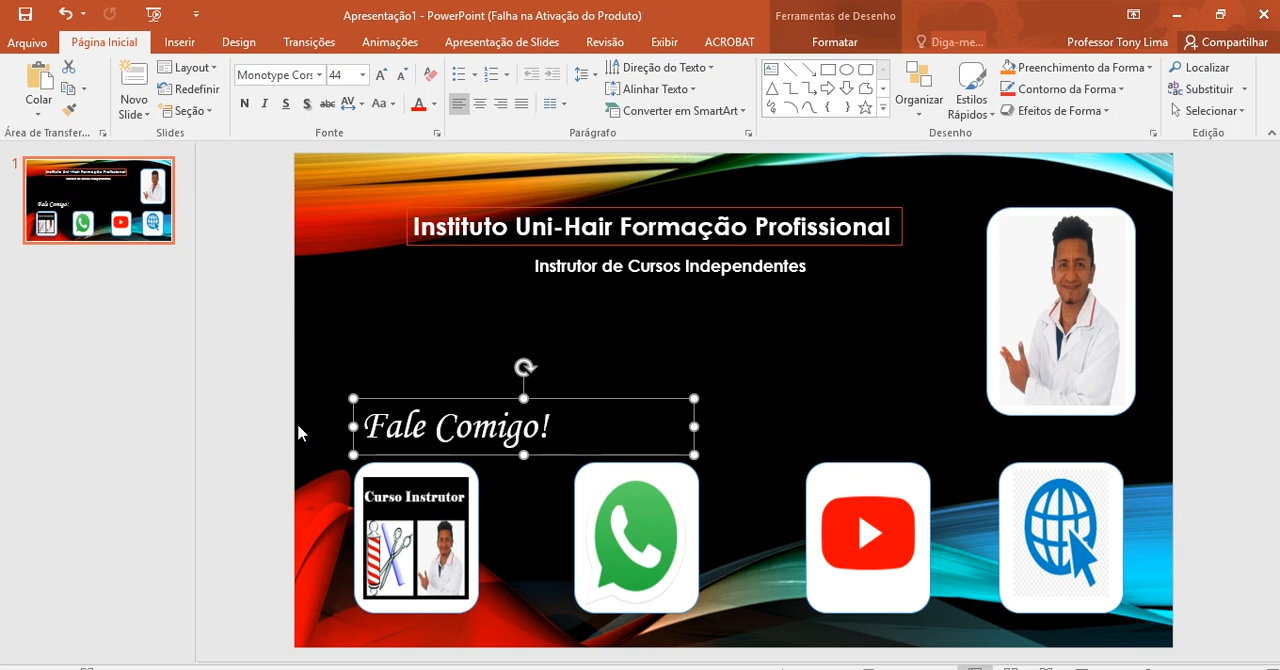 Apresentação1 - PowerPoint (Falha na Ativação do Produto)
Ferramentas de Desenho
Arquivo
Página Inicial
Inserir
Design
Transições
Animações
Apresentação de Slides
Revisão
Exibir
ACROBAT
Formatar
Diga-me...
Professor Tony Lima
Compartilhar
Colar
Área de Transfer...
Novo
Slide
Layout
Redefinir
Seção
Slides
44
N I S S abc AV Aa A
Fonte
Direção do Texto
Alinhar Texto
Converter em SmartArt
Parágrafo
Organizar
Estilos
Rápidos
Preenchimento da Forma
Contorno da Forma
Efeitos de Forma
Desenho
Localizar
Substituir
Selecionar
Edição
1
Instituto Uni-Hair Formação Profissional
Instrutor de Cursos Independentes
Fale Comigo!
Curso Instrutor